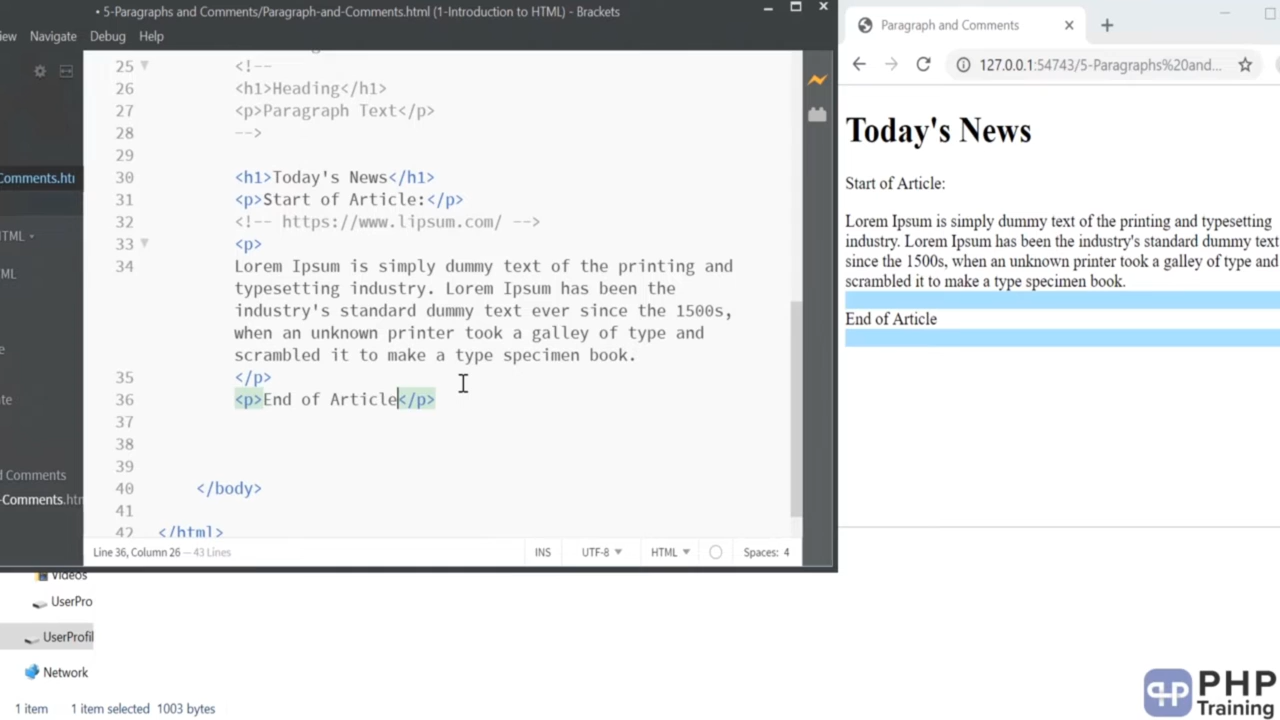 • 5-Paragraphs and Comments/Paragraph-and-Comments.html (1-Introduction to HTML) - Brackets
Navigate Debug Help
25 <!--
26 <h1>Heading</h1>
27 <p>Paragraph Text</p>
28 -->
29
30 <h1>Today's News</h1>
31 <p>Start of Article:</p>
32 <!-- https://www.lipsum.com/ -->
33 <p>
34 Lorem Ipsum is simply dummy text of the printing and
typesetting industry. Lorem Ipsum has been the
industry's standard dummy text ever since the 1500s,
when an unknown printer took a galley of type and
scrambled it to make a type specimen book.
35 </p>
36 <p>End of Article</p>
37
38
39
40 </body>
41
42 </html>
Line 36, Column 26 — 43 Lines
INS UTF-8 HTML Spaces: 4
Comments
Videos
UserPro
UserProfil
Network
1 item 1 item selected 1003 bytes
Paragraph and Comments
127.0.0.1:54743/5-Paragraphs%20and...
Today's News
Start of Article:
Lorem Ipsum is simply dummy text of the printing and typesetting
industry. Lorem Ipsum has been the industry's standard dummy text
since the 1500s, when an unknown printer took a galley of type and
scrambled it to make a type specimen book.
End of Article
PHP
Training